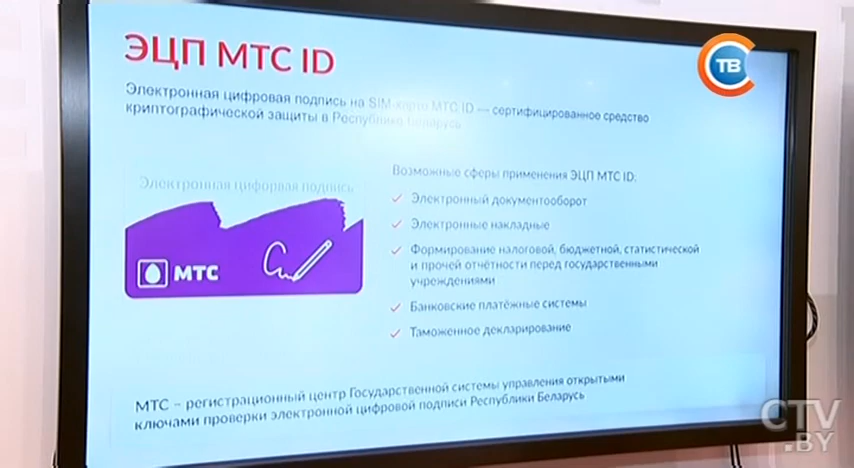 ЭЦП МТС ID
СТВ
Электронная цифровая подпись на SIM-карте МТС ID — сертифицированное средство
криптографической защиты в Республике Беларусь
Электронная цифровая подпись
МТС
Возможные сферы применения ЭЦП МТС ID:
Электронный документооборот
Электронные накладные
Формирование налоговой, бюджетной, статистической
и прочей отчётности перед государственными
учреждениями
Банковские платёжные системы
Таможенное декларирование
МТС – регистрационный центр Государственной системы управления открытыми
ключами проверки электронной цифровой подписи Республики Беларусь
CTV
.BY